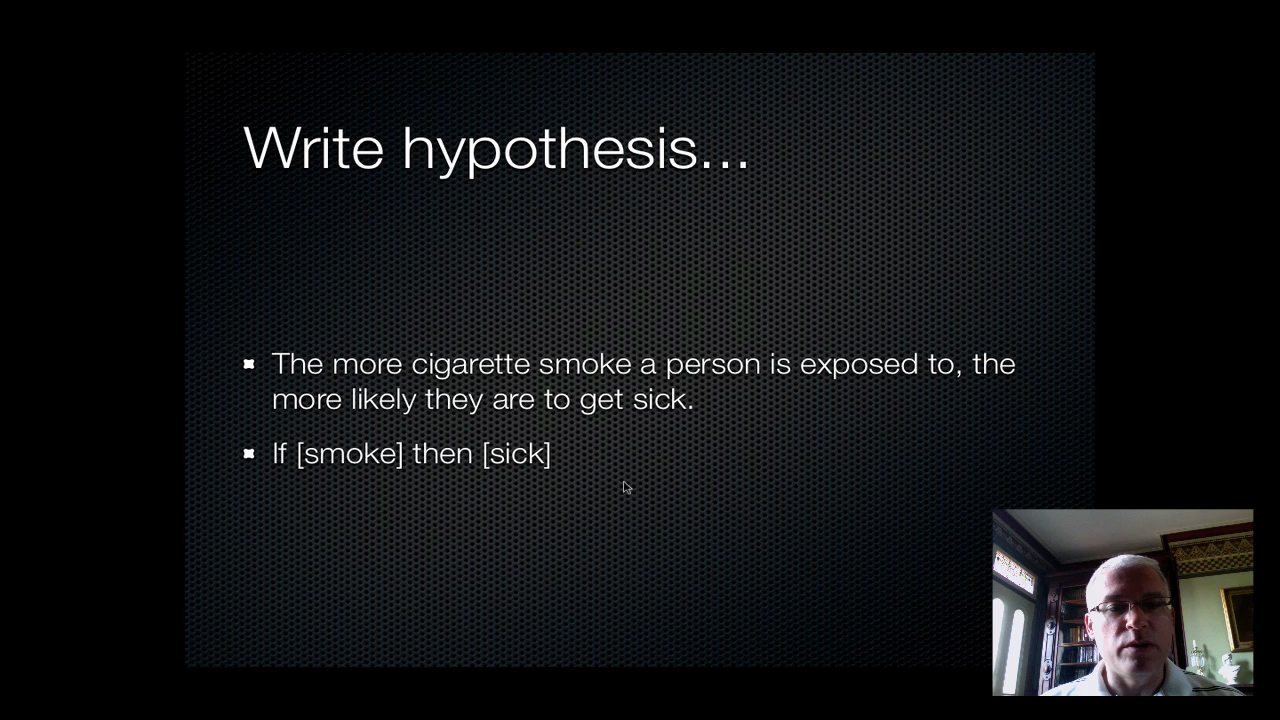 Write hypothesis...
The more cigarette smoke a person is exposed to, the
more likely they are to get sick.
If [smoke] then [sick]